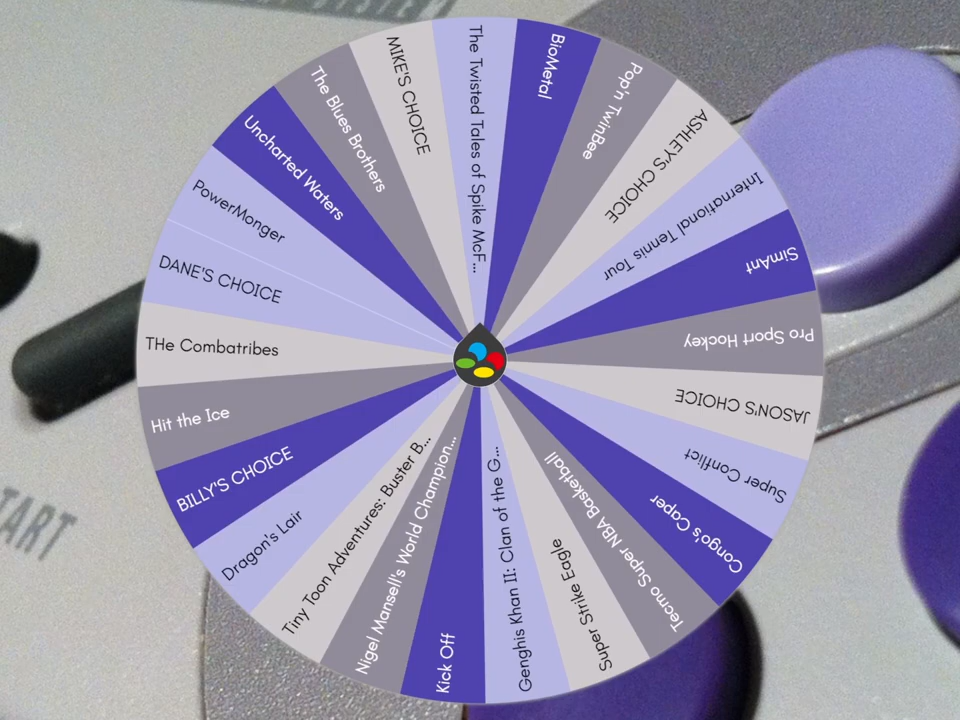 SYSTEM
The Twisted Tales of Spike McF...
BioMetal
Pop'n TwinBee
ASHLEY'S CHOICE
International Tennis Tour
SimAnt
Pro Sport Hockey
JASON'S CHOICE
Super Conflict
Congo's Caper
Tecmo Super NBA Basketball
Super Strike Eagle
Genghis Khan II: Clan of the G...
Kick Off
Nigel Mansell's World Champion...
Tiny Toon Adventures: Buster B...
Dragon's Lair
BILLY'S CHOICE
Hit the Ice
THe Combatribes
DANE'S CHOICE
PowerMonger
Uncharted Waters
The Blues Brothers
MIKE'S CHOICE
TART